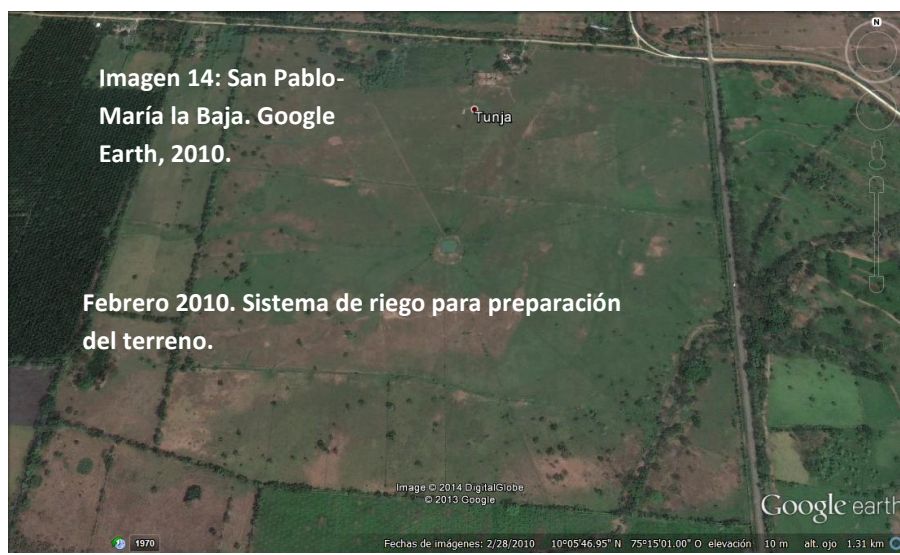 N
Imagen 14: San Pablo-
María la Baja. Google
Earth, 2010.
Tunja
Febrero 2010. Sistema de riego para preparación
del terreno.
Image © 2014 DigitalGlobe
© 2013 Google
Google earth
1970
Fechas de imágenes: 2/28/2010 10°05'46.95" N 75°15'01.00" O elevación 10 m alt. ojo 1.31 km